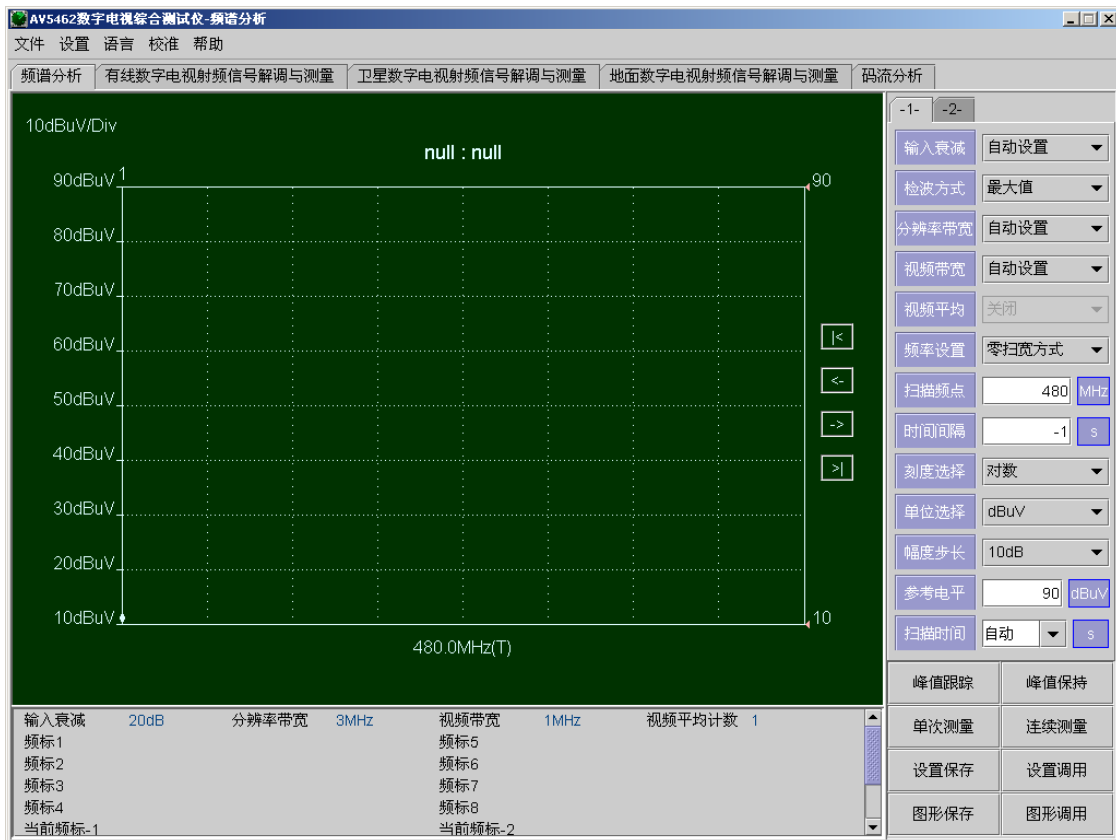 AV5462数字电视综合测试仪-频谱分析
文件 设置 语言 校准 帮助
频谱分析 有线数字电视射频信号解调与测量 卫星数字电视射频信号解调与测量 地面数字电视射频信号解调与测量 码流分析
10dBuV/Div
null : null
90dBuV 1 90
80dBuV
70dBuV
60dBuV
50dBuV
40dBuV
30dBuV
20dBuV
10dBuV 10
480.0MHz(T)
|<
<-
->
>|
-1- -2-
输入衰减 自动设置
检波方式 最大值
分辨率带宽 自动设置
视频带宽 自动设置
视频平均 关闭
频率设置 零扫宽方式
扫描频点 480 MHz
时间间隔 -1 s
刻度选择 对数
单位选择 dBuV
幅度步长 10dB
参考电平 90 dBuV
扫描时间 自动 s
峰值跟踪 峰值保持
单次测量 连续测量
设置保存 设置调用
图形保存 图形调用
输入衰减 20dB 分辨率带宽 3MHz 视频带宽 1MHz 视频平均计数 1
频标1 频标5
频标2 频标6
频标3 频标7
频标4 频标8
当前频标-1 当前频标-2